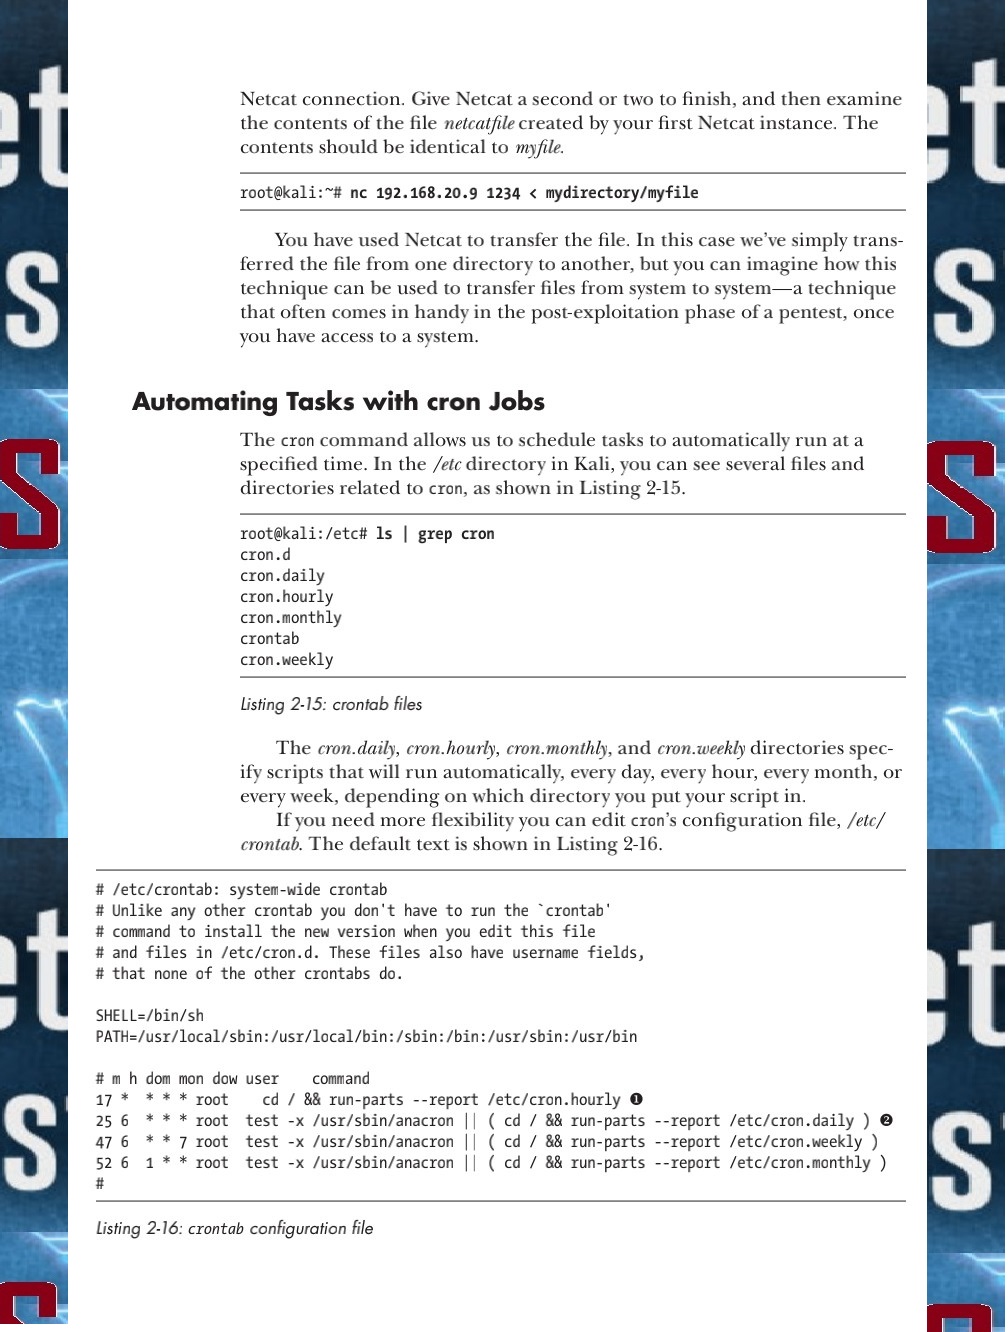 Netcat connection. Give Netcat a second or two to finish, and then examine
the contents of the file netcatfile created by your first Netcat instance. The
contents should be identical to myfile.
root@kali:~# nc 192.168.20.9 1234 < mydirectory/myfile
You have used Netcat to transfer the file. In this case we've simply trans-
ferred the file from one directory to another, but you can imagine how this
technique can be used to transfer files from system to system—a technique
that often comes in handy in the post-exploitation phase of a pentest, once
you have access to a system.
Automating Tasks with cron Jobs
The cron command allows us to schedule tasks to automatically run at a
specified time. In the /etc directory in Kali, you can see several files and
directories related to cron, as shown in Listing 2-15.
root@kali:/etc# ls | grep cron
cron.d
cron.daily
cron.hourly
cron.monthly
crontab
cron.weekly
Listing 2-15: crontab files
The cron.daily, cron.hourly, cron.monthly, and cron.weekly directories spec-
ify scripts that will run automatically, every day, every hour, every month, or
every week, depending on which directory you put your script in.
If you need more flexibility you can edit cron's configuration file, /etc/
crontab. The default text is shown in Listing 2-16.
# /etc/crontab: system-wide crontab
# Unlike any other crontab you don't have to run the `crontab'
# command to install the new version when you edit this file
# and files in /etc/cron.d. These files also have username fields,
# that none of the other crontabs do.
SHELL=/bin/sh
PATH=/usr/local/sbin:/usr/local/bin:/sbin:/bin:/usr/sbin:/usr/bin
# m h dom mon dow user    command
17 *  * * * root    cd / && run-parts --report /etc/cron.hourly ❶
25 6  * * * root  test -x /usr/sbin/anacron || ( cd / && run-parts --report /etc/cron.daily ) ❷
47 6  * * 7 root  test -x /usr/sbin/anacron || ( cd / && run-parts --report /etc/cron.weekly )
52 6  1 * * root  test -x /usr/sbin/anacron || ( cd / && run-parts --report /etc/cron.monthly )
#
Listing 2-16: crontab configuration file